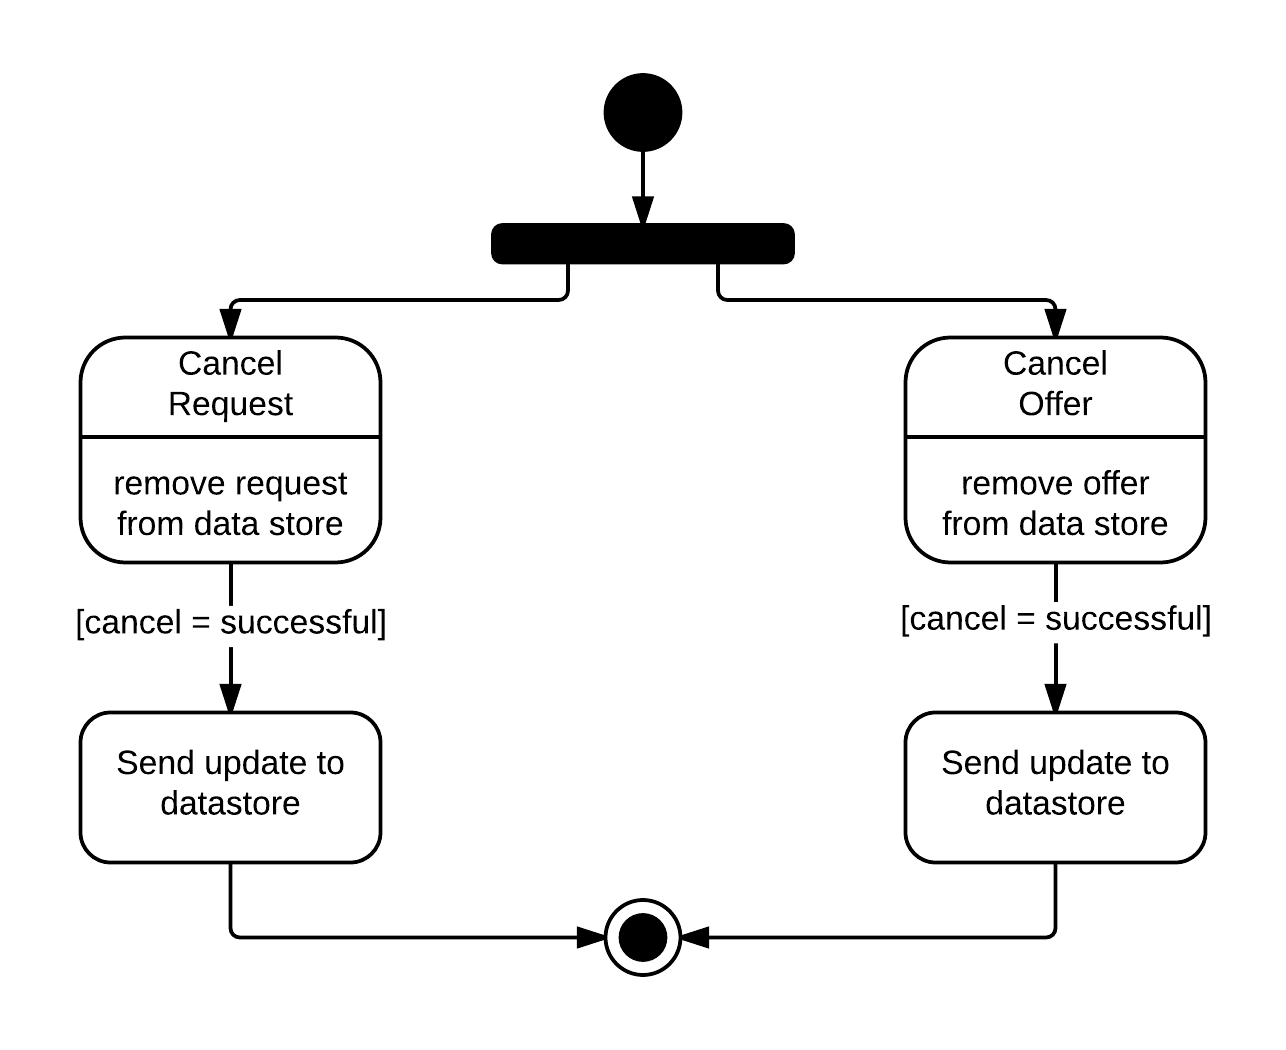 Cancel
Request
remove request
from data store
[cancel = successful]
Send update to
datastore
Cancel
Offer
remove offer
from data store
[cancel = successful]
Send update to
datastore